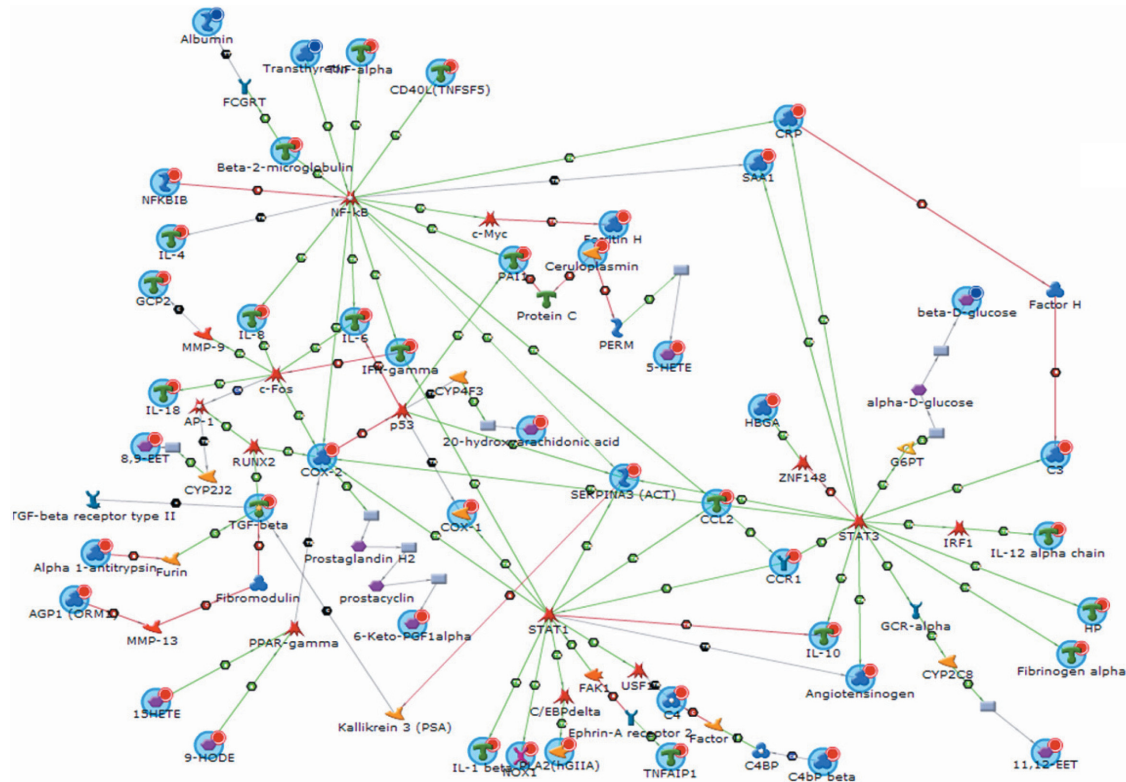 Albumin
Transthyretin
TNF-alpha
CD40L(TNFSF5)
FCGRT
CRP
Beta-2-microglobulin
SAA1
NFKBIB
NF-kB
c-Myc
Ferritin H
IL-4
PAI1
Ceruloplasmin
GCP2
Protein C
Factor H
beta-D-glucose
IL-8
IL-6
PERM
MMP-9
IFN-gamma
5-HETE
c-Fos
CYP4F3
alpha-D-glucose
IL-18
AP-1
p53
HBGA
20-hydroxyarachidonic acid
G6PT
8,9-EET
RUNX2
COX-2
ZNF148
C3
CYP2J2
SERPINA3 (ACT)
TGF-beta receptor type II
TGF-beta
COX-1
CCL2
STAT3
IRF1
IL-12 alpha chain
Prostaglandin H2
Alpha 1-antitrypsin
Furin
CCR1
Fibromodulin
prostacyclin
AGP1 (ORM1)
STAT1
GCR-alpha
HP
MMP-13
PPAR-gamma
6-Keto-PGF1alpha
IL-10
CYP2C8
Fibrinogen alpha
FAK1
USF1
Angiotensinogen
15HETE
C/EBPdelta
C4
Kallikrein 3 (PSA)
Ephrin-A receptor 2
Factor I
9-HODE
IL-1 beta
NOX1
PLA2(hGIIA)
TNFAIP1
C4BP
C4bP beta
11,12-EET